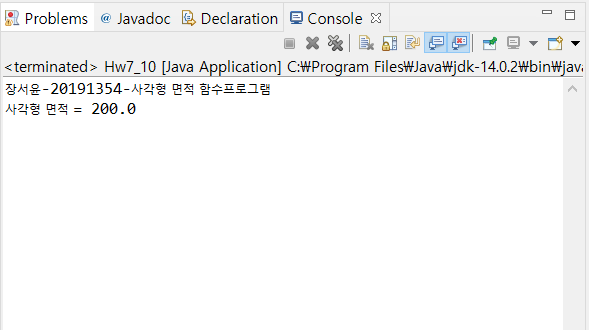 Problems @ Javadoc Declaration Console
<terminated> Hw7_10 [Java Application] C:₩Program Files₩Java₩jdk-14.0.2₩bin₩java
장서윤-20191354-사각형 면적 함수프로그램
사각형 면적 = 200.0